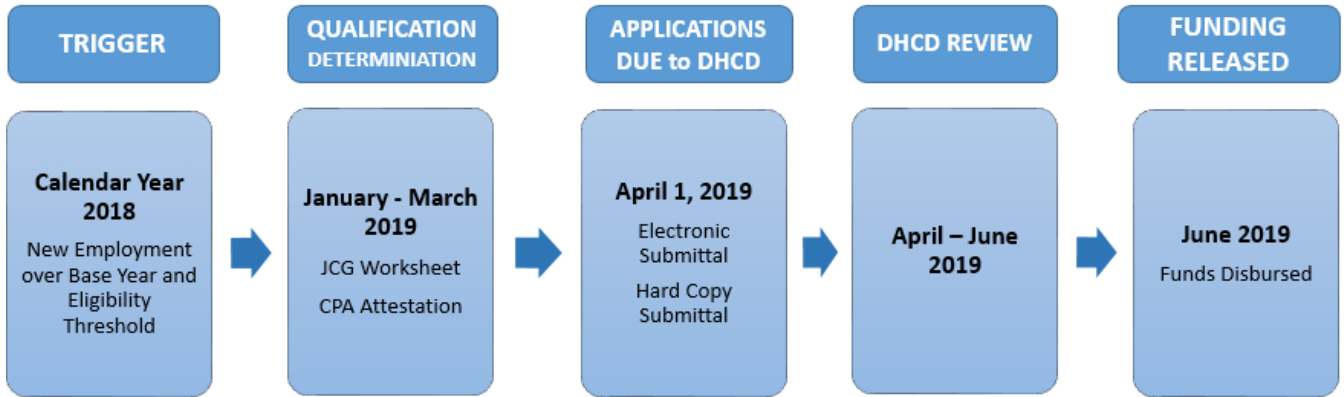 TRIGGER
QUALIFICATION
DETERMINIATION
APPLICATIONS
DUE to DHCD
DHCD REVIEW
FUNDING
RELEASED
Calendar Year
2018
New Employment
over Base Year and
Eligibility
Threshold
January - March
2019
JCG Worksheet
CPA Attestation
April 1, 2019
Electronic
Submittal
Hard Copy
Submittal
April – June
2019
June 2019
Funds Disbursed